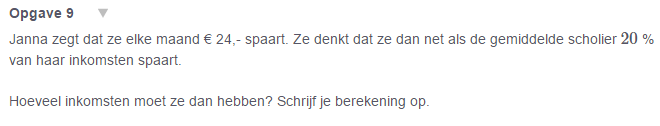 Opgave 9
Janna zegt dat ze elke maand € 24,- spaart. Ze denkt dat ze dan net als de gemiddelde scholier 20 %
van haar inkomsten spaart.
Hoeveel inkomsten moet ze dan hebben? Schrijf je berekening op.